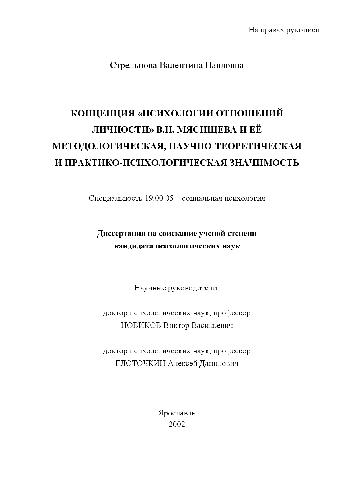 На правах рукописи
Стрельцова Валентина Павловна
КОНЦЕПЦИЯ «ПСИХОЛОГИИ ОТНОШЕНИЙ
ЛИЧНОСТИ» В.Н. МЯСИЩЕВА И ЕЁ
МЕТОДОЛОГИЧЕСКАЯ, НАУЧНО-ТЕОРЕТИЧЕСКАЯ
И ПРАКТИКО-ПСИХОЛОГИЧЕСКАЯ ЗНАЧИМОСТЬ
Специальность 19.00.05 – социальная психология
Диссертация на соискание ученой степени
кандидата психологических наук
Научные руководители
доктор психологических наук, профессор
НОВИКОВ Виктор Васильевич
доктор психологических наук, профессор
ГЛОТОЧКИН Алексей Данилович
Ярославль
2002